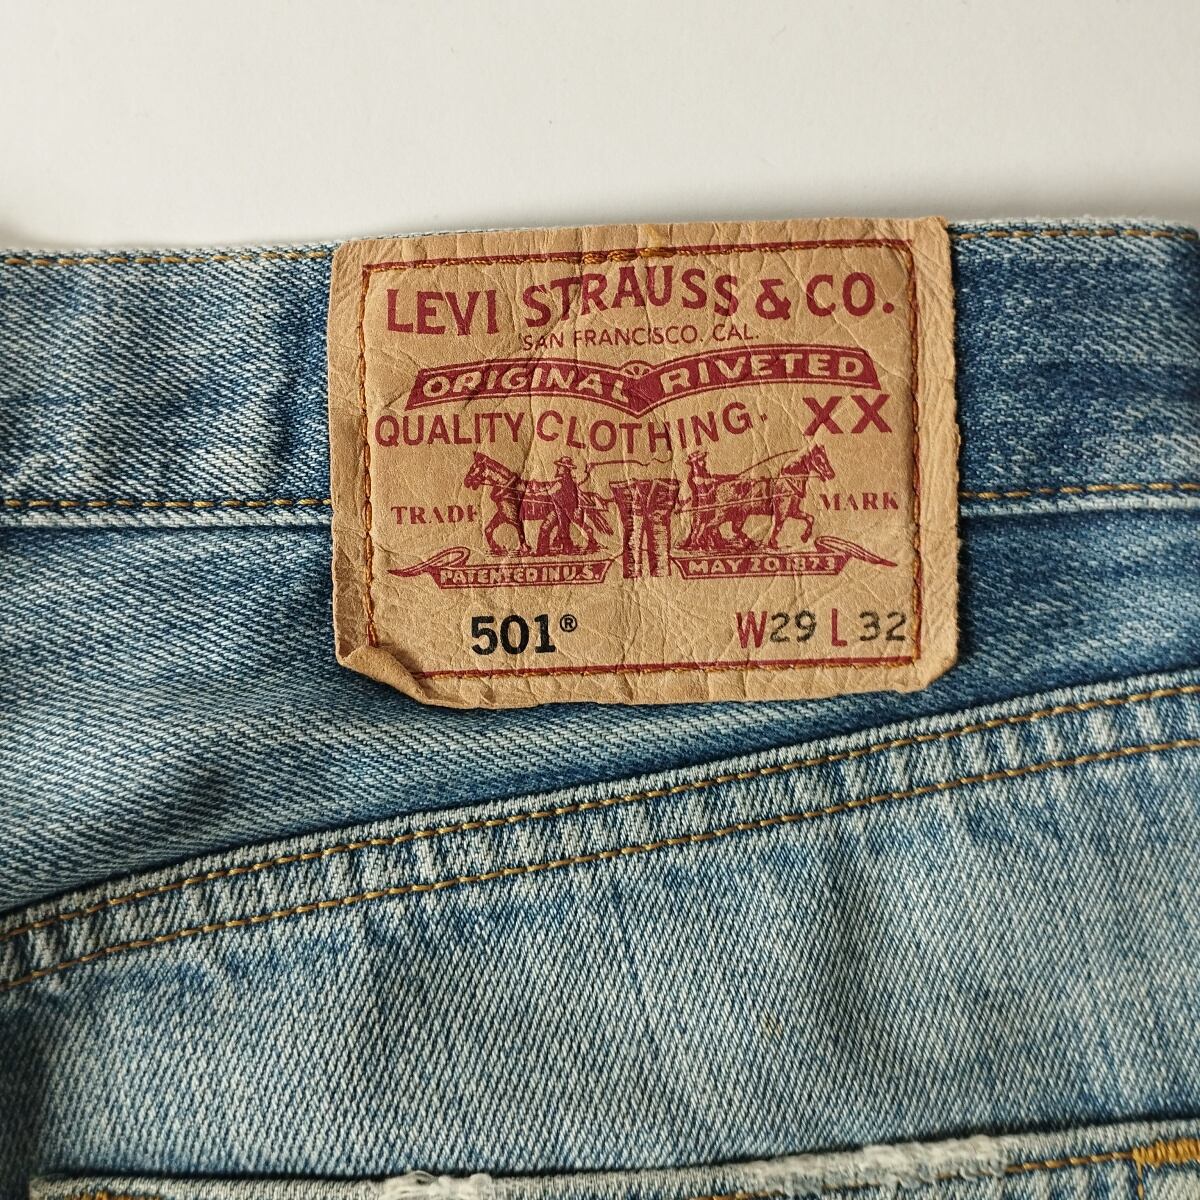 LEVI STRAUSS & CO.
SAN FRANCISCO. CAL.
ORIGINAL RIVETED
QUALITY CLOTHING. XX
TRADE MARK
PATENTED IN U.S. MAY 20 1873
501® W29 L32